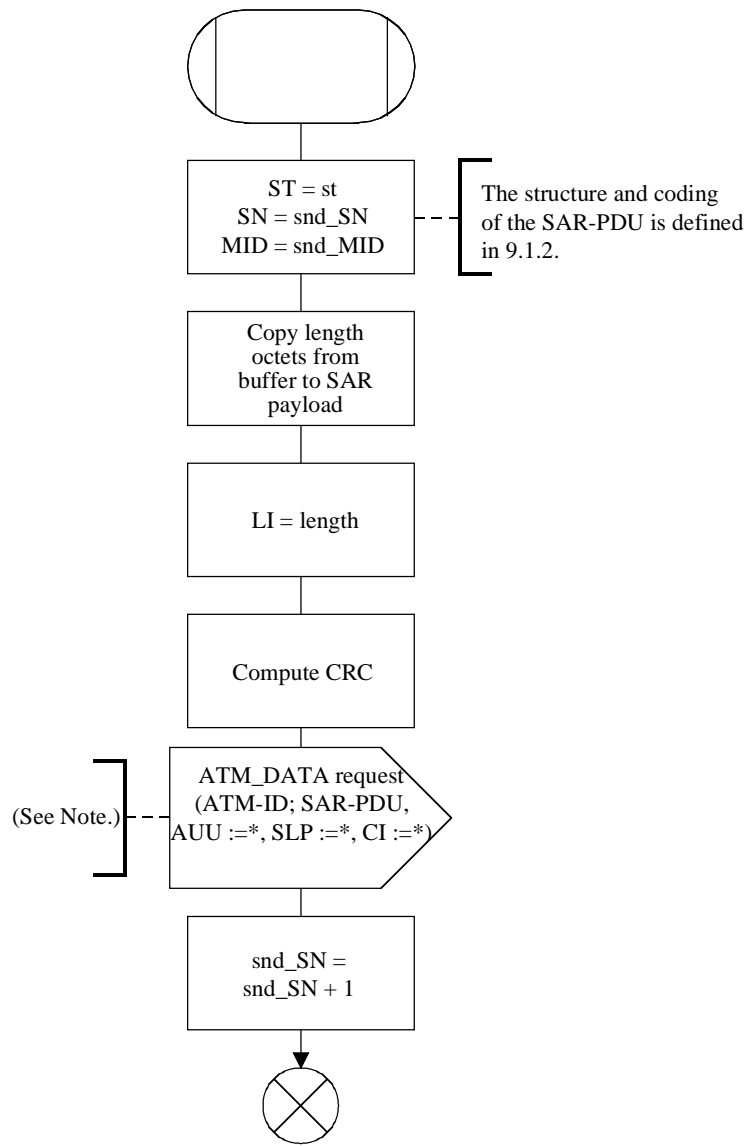 ST = st
SN = snd_SN
MID = snd_MID
The structure and coding
of the SAR-PDU is defined
in 9.1.2.
Copy length
octets from
buffer to SAR
payload
LI = length
Compute CRC
ATM_DATA request
(ATM-ID; SAR-PDU,
AUU :=*, SLP :=*, CI :=*)
(See Note.)
snd_SN =
snd_SN + 1